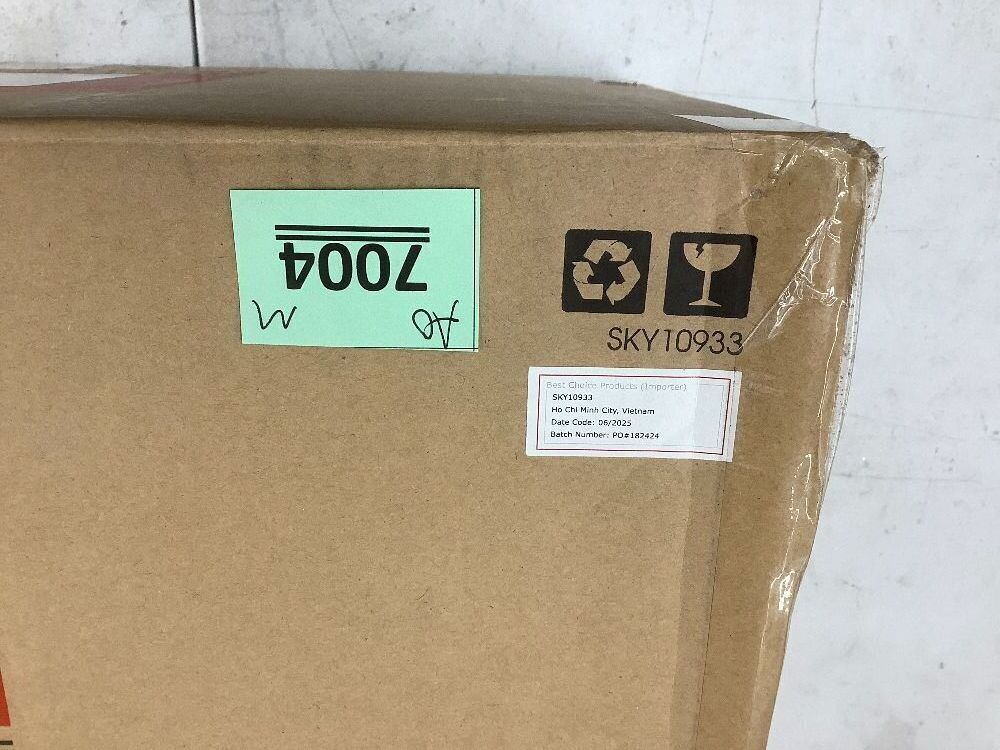 7004
SKY10933
Best Choice Products (Importer)
SKY10933
Ho Chi Minh City, Vietnam
Date Code: 06/2025
Batch Number: PO#182424